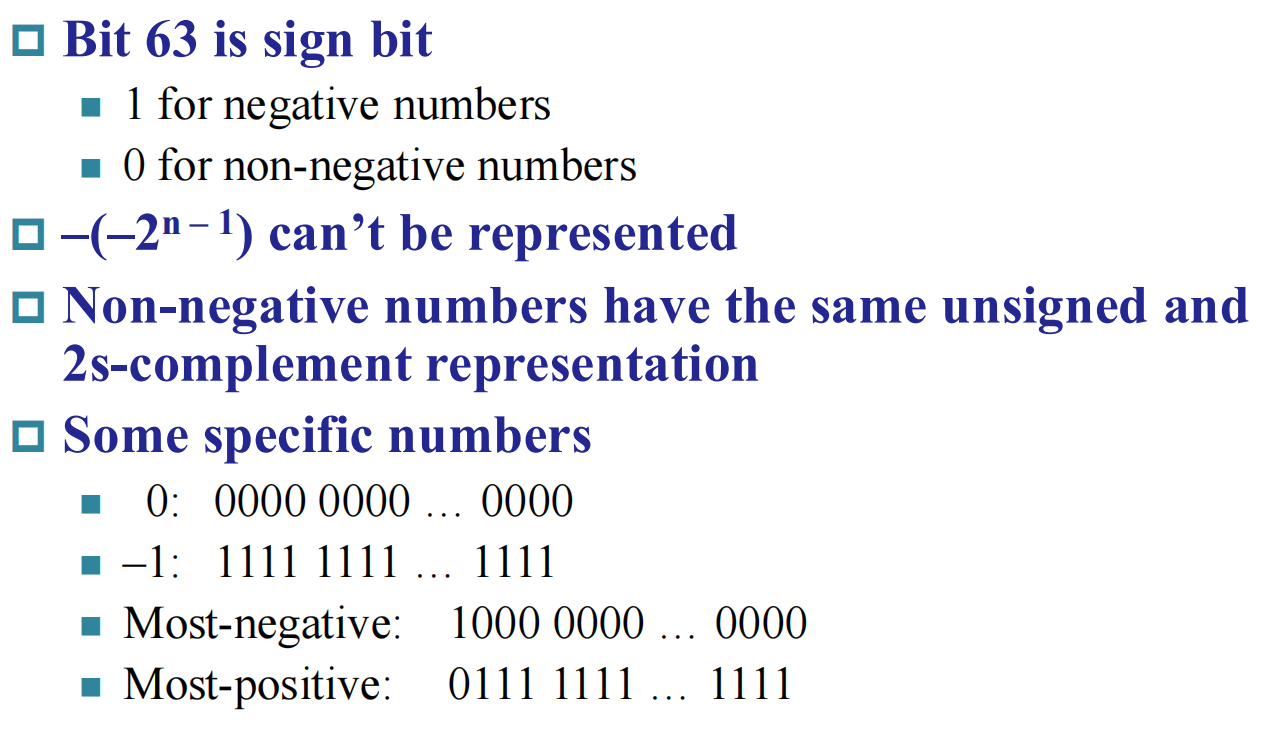 Bit 63 is sign bit
1 for negative numbers
0 for non-negative numbers
–(–2ⁿ⁻¹) can’t be represented
Non-negative numbers have the same unsigned and
2s-complement representation
Some specific numbers
0: 0000 0000 … 0000
–1: 1111 1111 … 1111
Most-negative: 1000 0000 … 0000
Most-positive: 0111 1111 … 1111